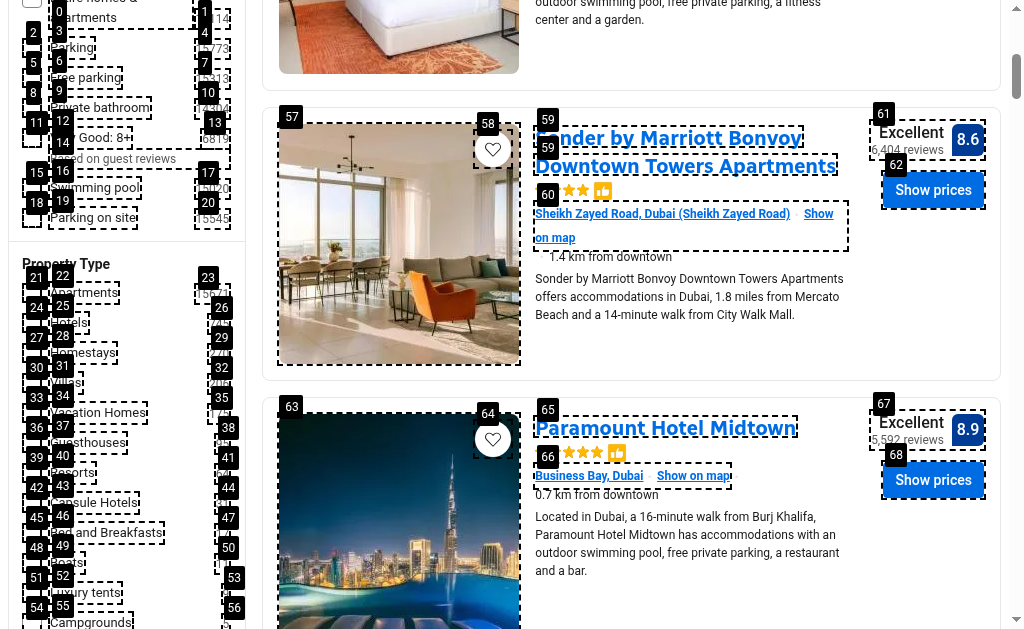 apartments
114
0
1
2
3
4
Parking
15773
5
6
7
Free parking
15313
8
9
10
Private bathroom
14304
11
12
13
Good: 8+
6819
14
Based on guest reviews
15
16
17
Swimming pool
15020
18
19
20
Parking on site
15545
Property Type
21
22
23
Apartments
15671
24
25
26
Hotels
27
28
29
Homestays
30
31
32
Villas
33
34
35
Vacation Homes
36
37
38
Guesthouses
39
40
41
Resorts
42
43
44
Capsule Hotels
45
46
47
Bed and Breakfasts
48
49
50
Boats
51
52
53
Luxury tents
54
55
56
Campgrounds
outdoor swimming pool, free private parking, a fitness
center and a garden.
57
58
59
Sonder by Marriott Bonvoy
59
Downtown Towers Apartments
60
Sheikh Zayed Road, Dubai (Sheikh Zayed Road) Show
on map
1.4 km from downtown
Sonder by Marriott Bonvoy Downtown Towers Apartments
offers accommodations in Dubai, 1.8 miles from Mercato
Beach and a 14-minute walk from City Walk Mall.
61
Excellent
8.6
6,404 reviews
62
Show prices
63
64
65
Paramount Hotel Midtown
66
Business Bay, Dubai Show on map
0.7 km from downtown
Located in Dubai, a 16-minute walk from Burj Khalifa,
Paramount Hotel Midtown has accommodations with an
outdoor swimming pool, free private parking, a restaurant
and a bar.
67
Excellent
8.9
5,592 reviews
68
Show prices